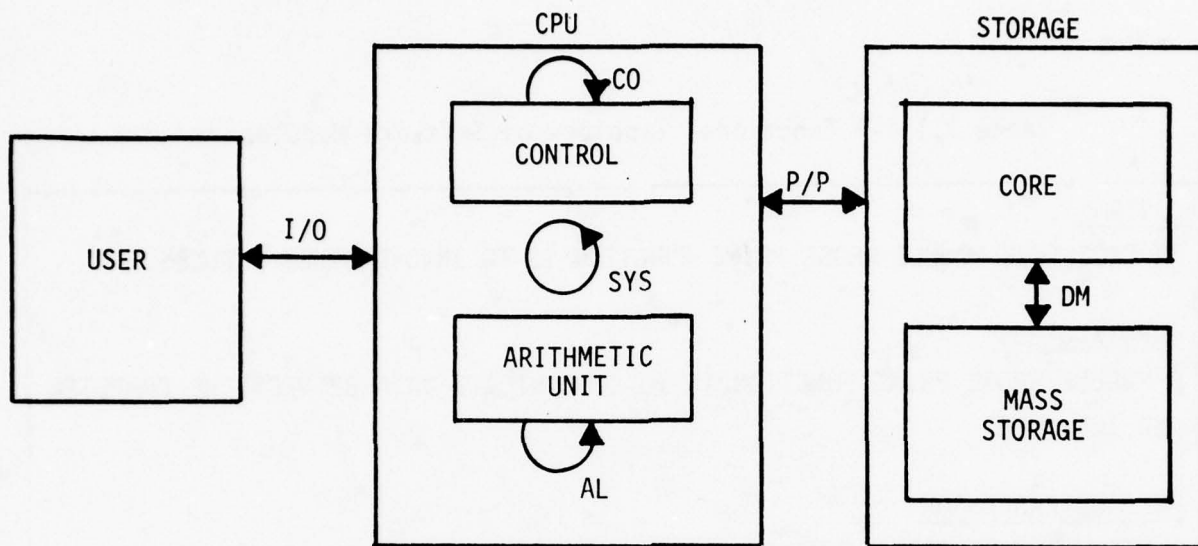 CPU
STORAGE
CO
CONTROL
CORE
P/P
I/O
USER
SYS
DM
ARITHMETIC
UNIT
MASS
STORAGE
AL